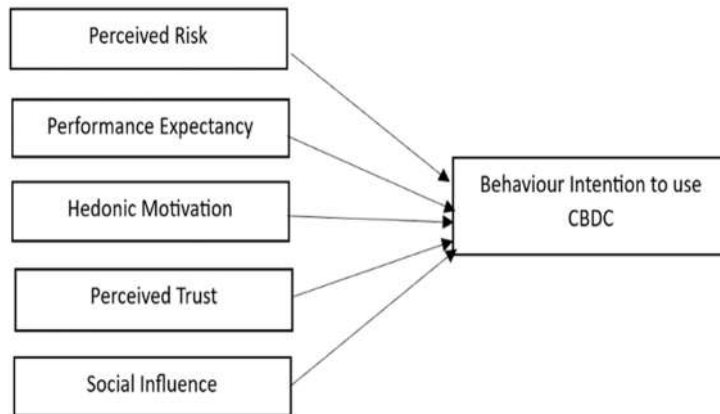 Perceived Risk
Performance Expectancy
Hedonic Motivation
Perceived Trust
Social Influence
Behaviour Intention to use
CBDC